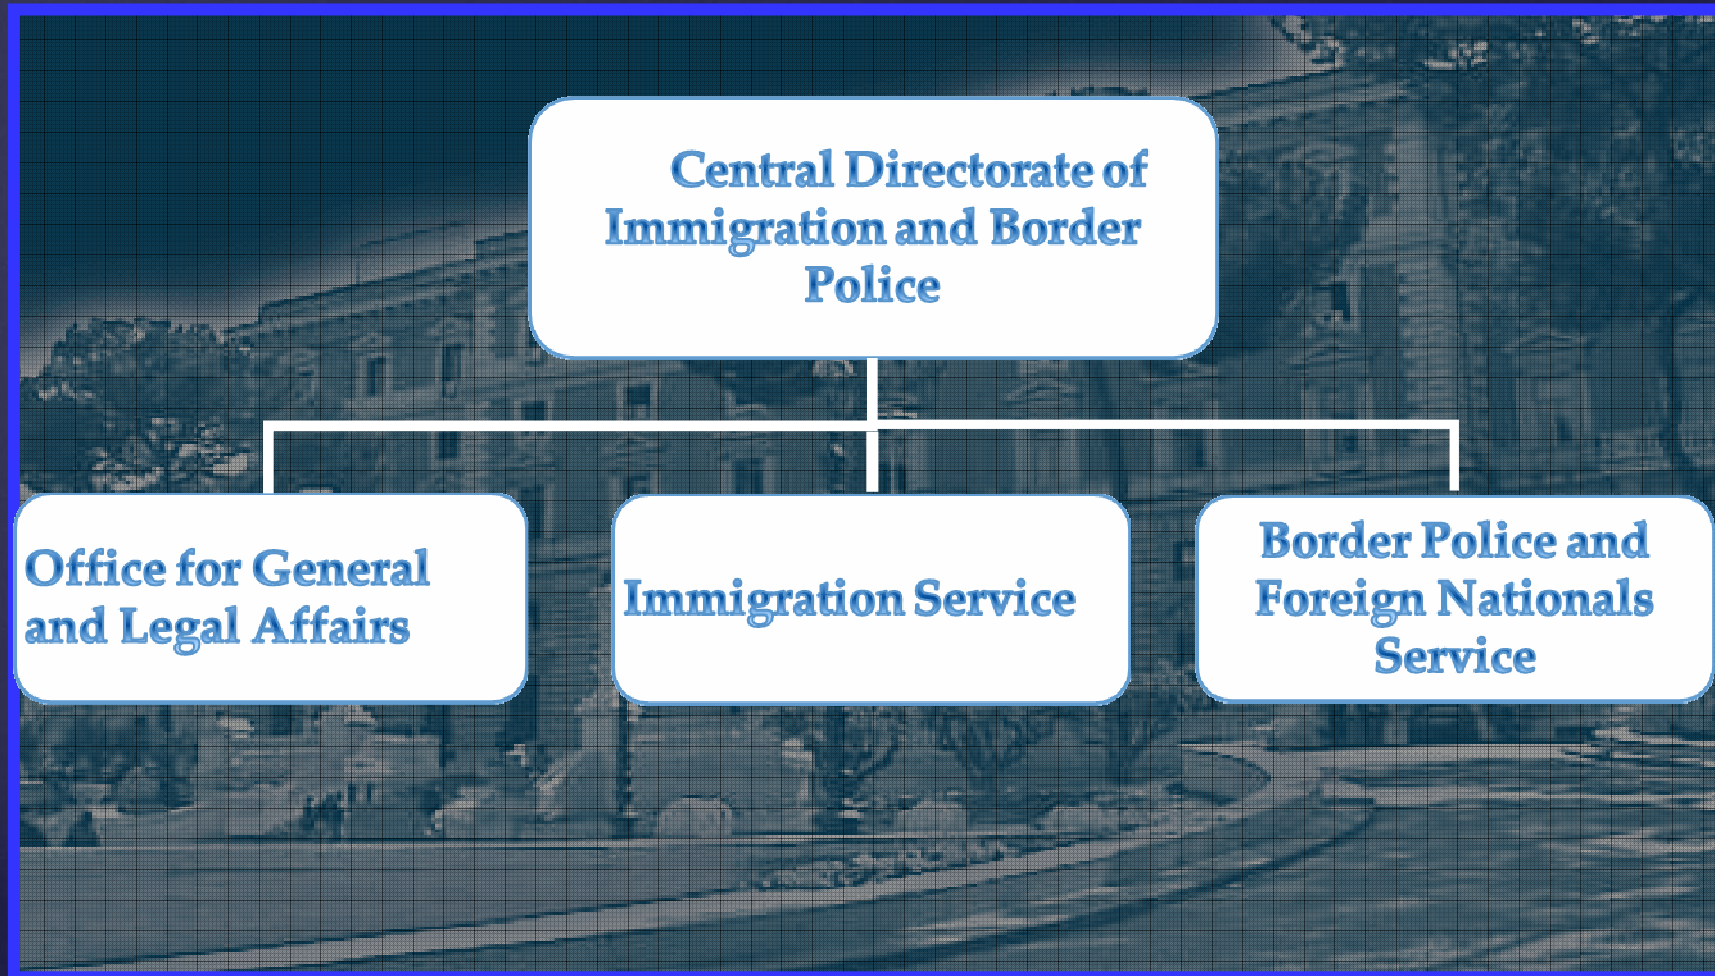 Central Directorate of
Immigration and Border
Police
Office for General
and Legal Affairs
Immigration Service
Border Police and
Foreign Nationals
Service